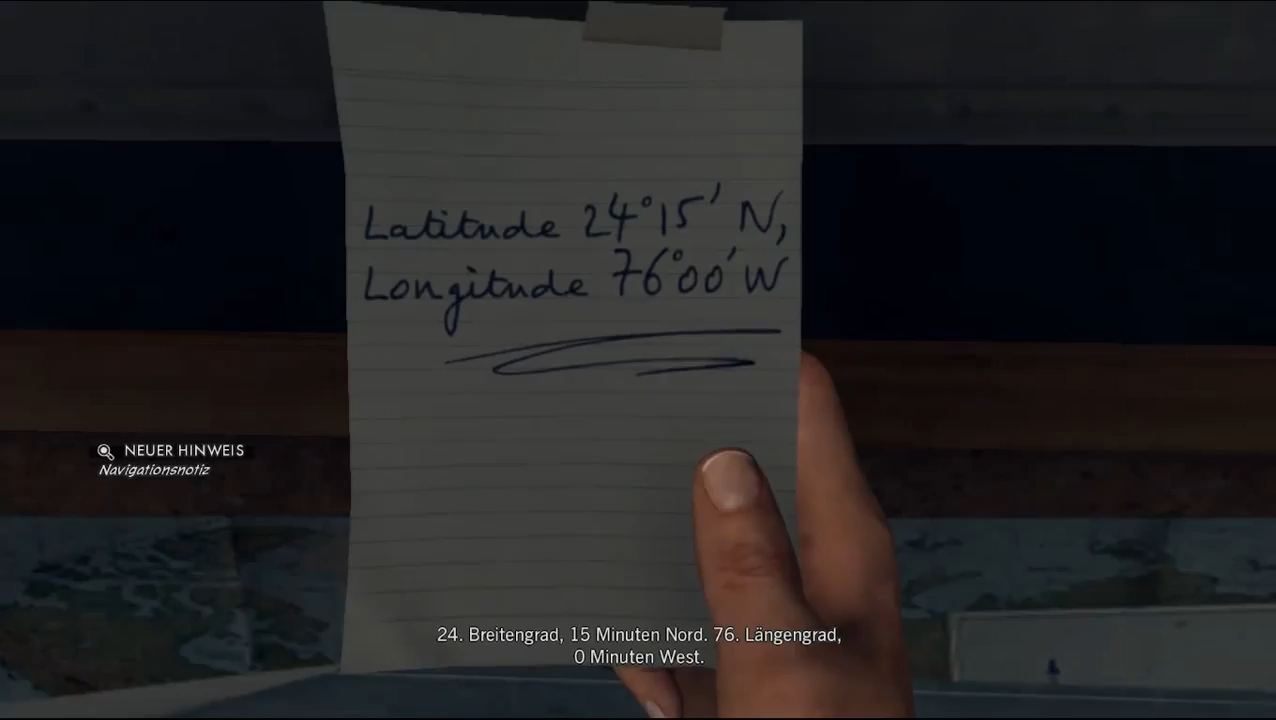 Latitude 24°15' N,
Longitude 76°00' W
NEUER HINWEIS
Navigationsnotiz
24. Breitengrad, 15 Minuten Nord. 76. Längengrad,
0 Minuten West.